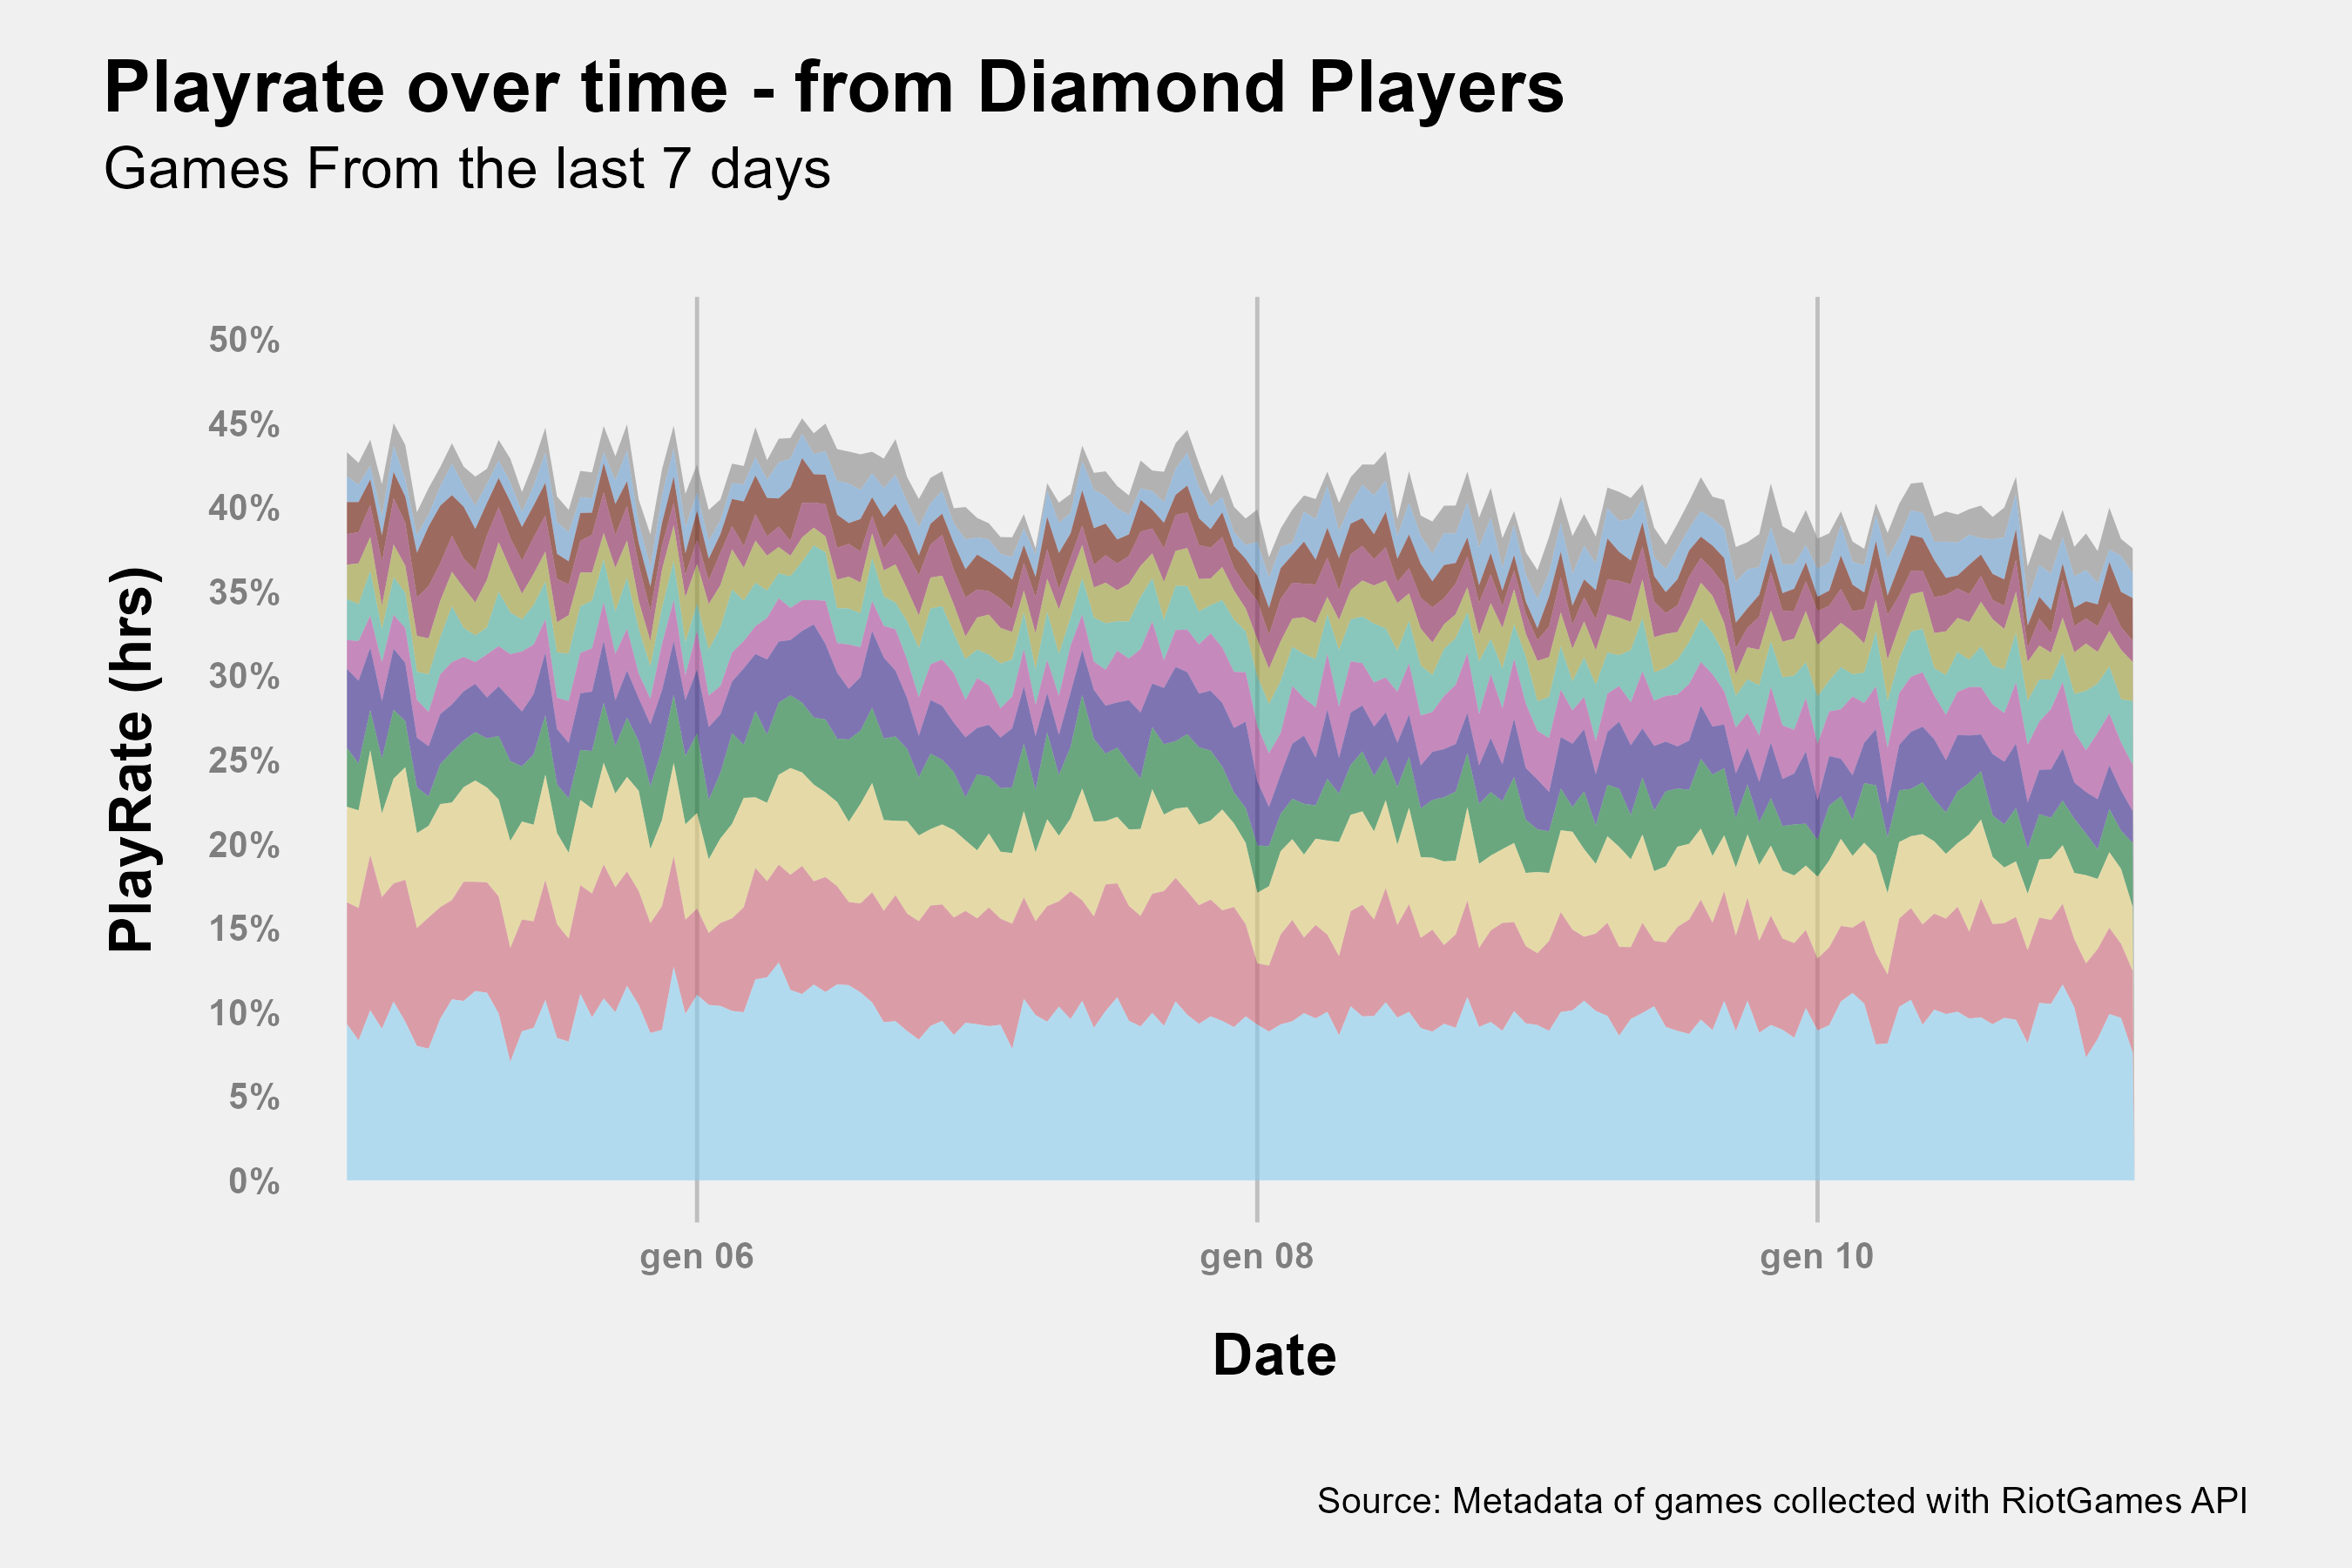 Playrate over time - from Diamond Players
Games From the last 7 days
PlayRate (hrs)
50%
45%
40%
35%
30%
25%
20%
15%
10%
5%
0%
gen 06
gen 08
gen 10
Date
Source: Metadata of games collected with RiotGames API